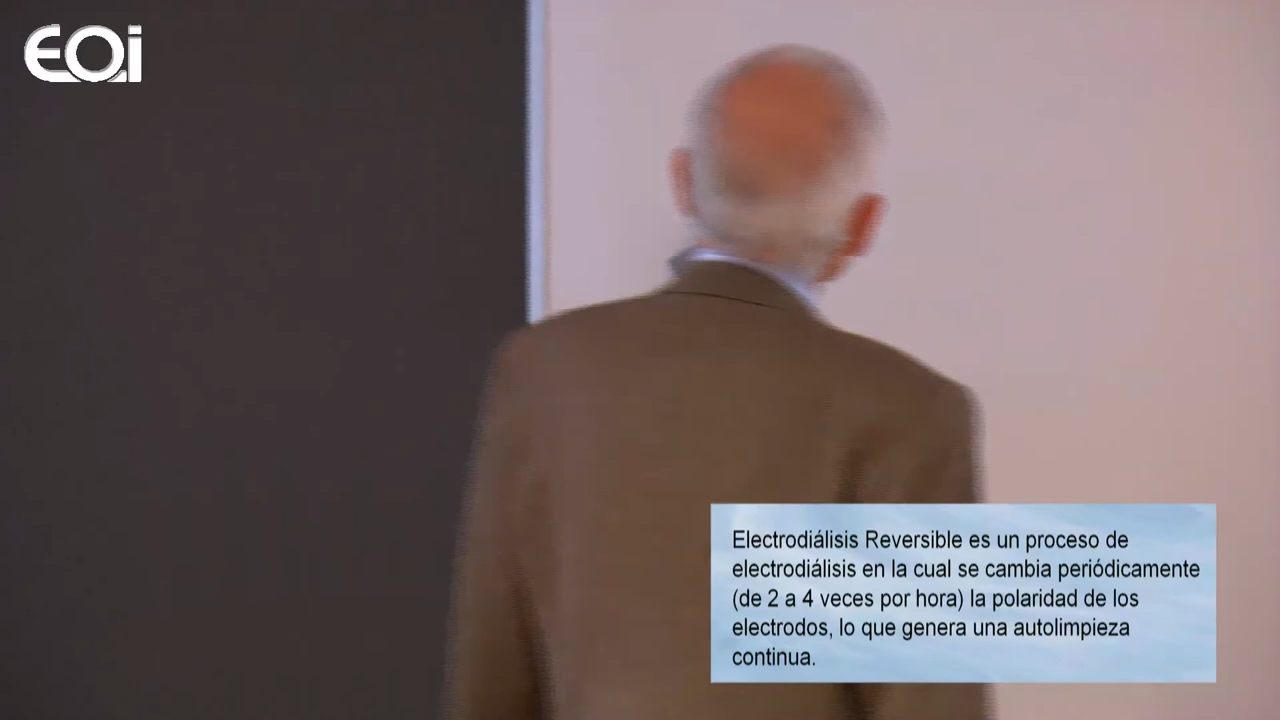 EOi
Electrodiálisis Reversible es un proceso de
electrodiálisis en la cual se cambia periódicamente
(de 2 a 4 veces por hora) la polaridad de los
electrodos, lo que genera una autolimpieza
continua.